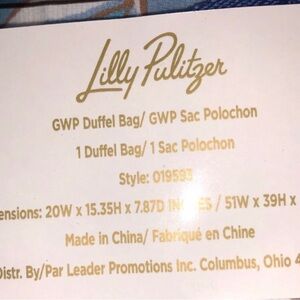 Lilly Pulitzer
GWP Duffel Bag/ GWP Sac Polochon
1 Duffel Bag/ 1 Sac Polochon
Style: 019593
ensions: 20W x 15.35H x 7.87D / 51W x 39H x
Made in China/ Fabriqué en Chine
Distr. By/Par Leader Promotions Inc. Columbus, Ohio 4